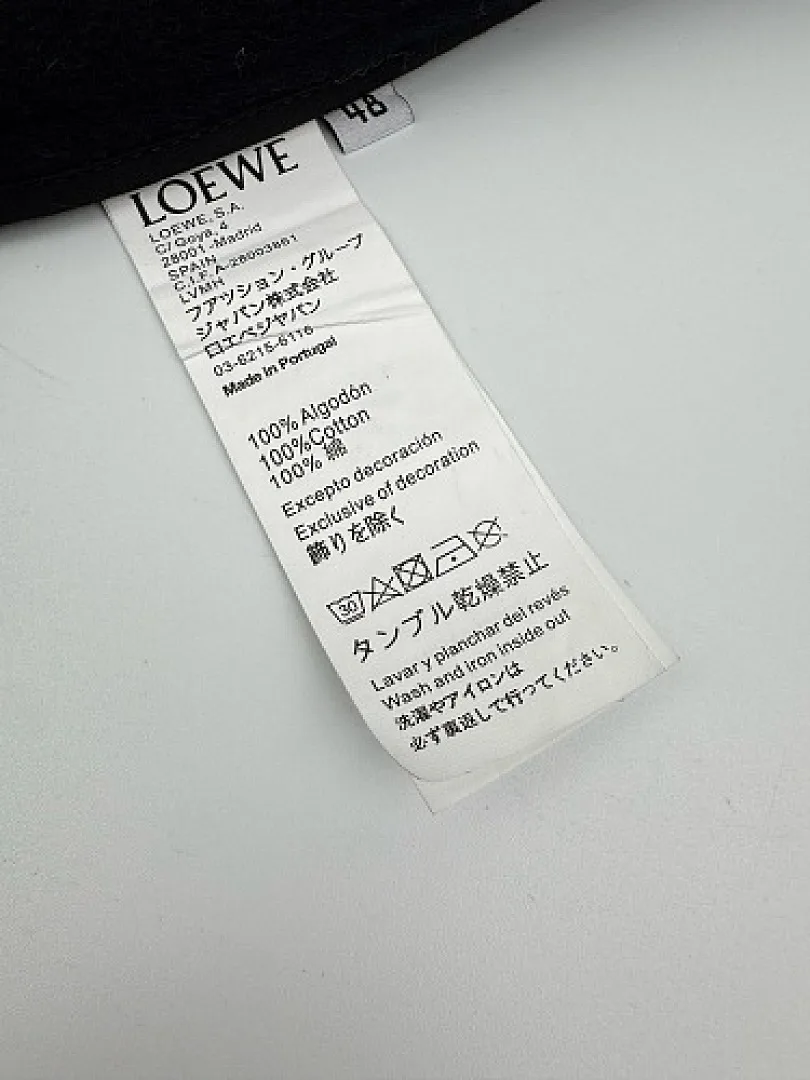 48
LOEWE
LOEWE, S.A.
C/ Goya, 4
28001 -Madrid
SPAIN
C.I.F. A-28003861
LVMH
ファッション・グループ
ジャパン株式会社
ロエベジャパン
03-6215-6116
Made in Portugal
100% Algodón
100%Cotton
100% 綿
Excepto decoración
Exclusive of decoration
飾りを除く
30
タンブル乾燥禁止
Lavar y planchar del revés
Wash and iron inside out
洗濯やアイロンは
必ず裏返しで行ってください。